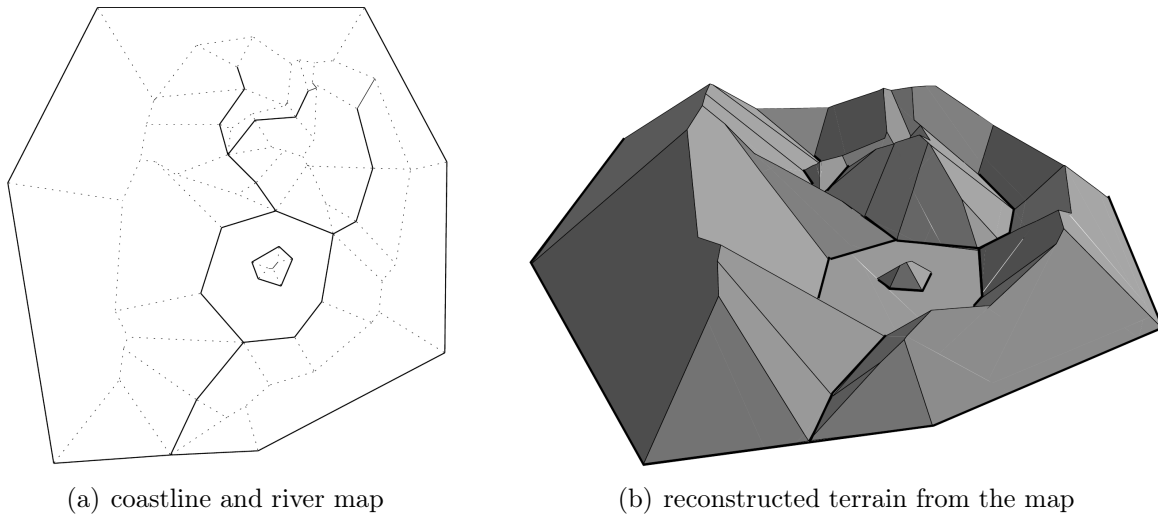 (a) coastline and river map
(b) reconstructed terrain from the map